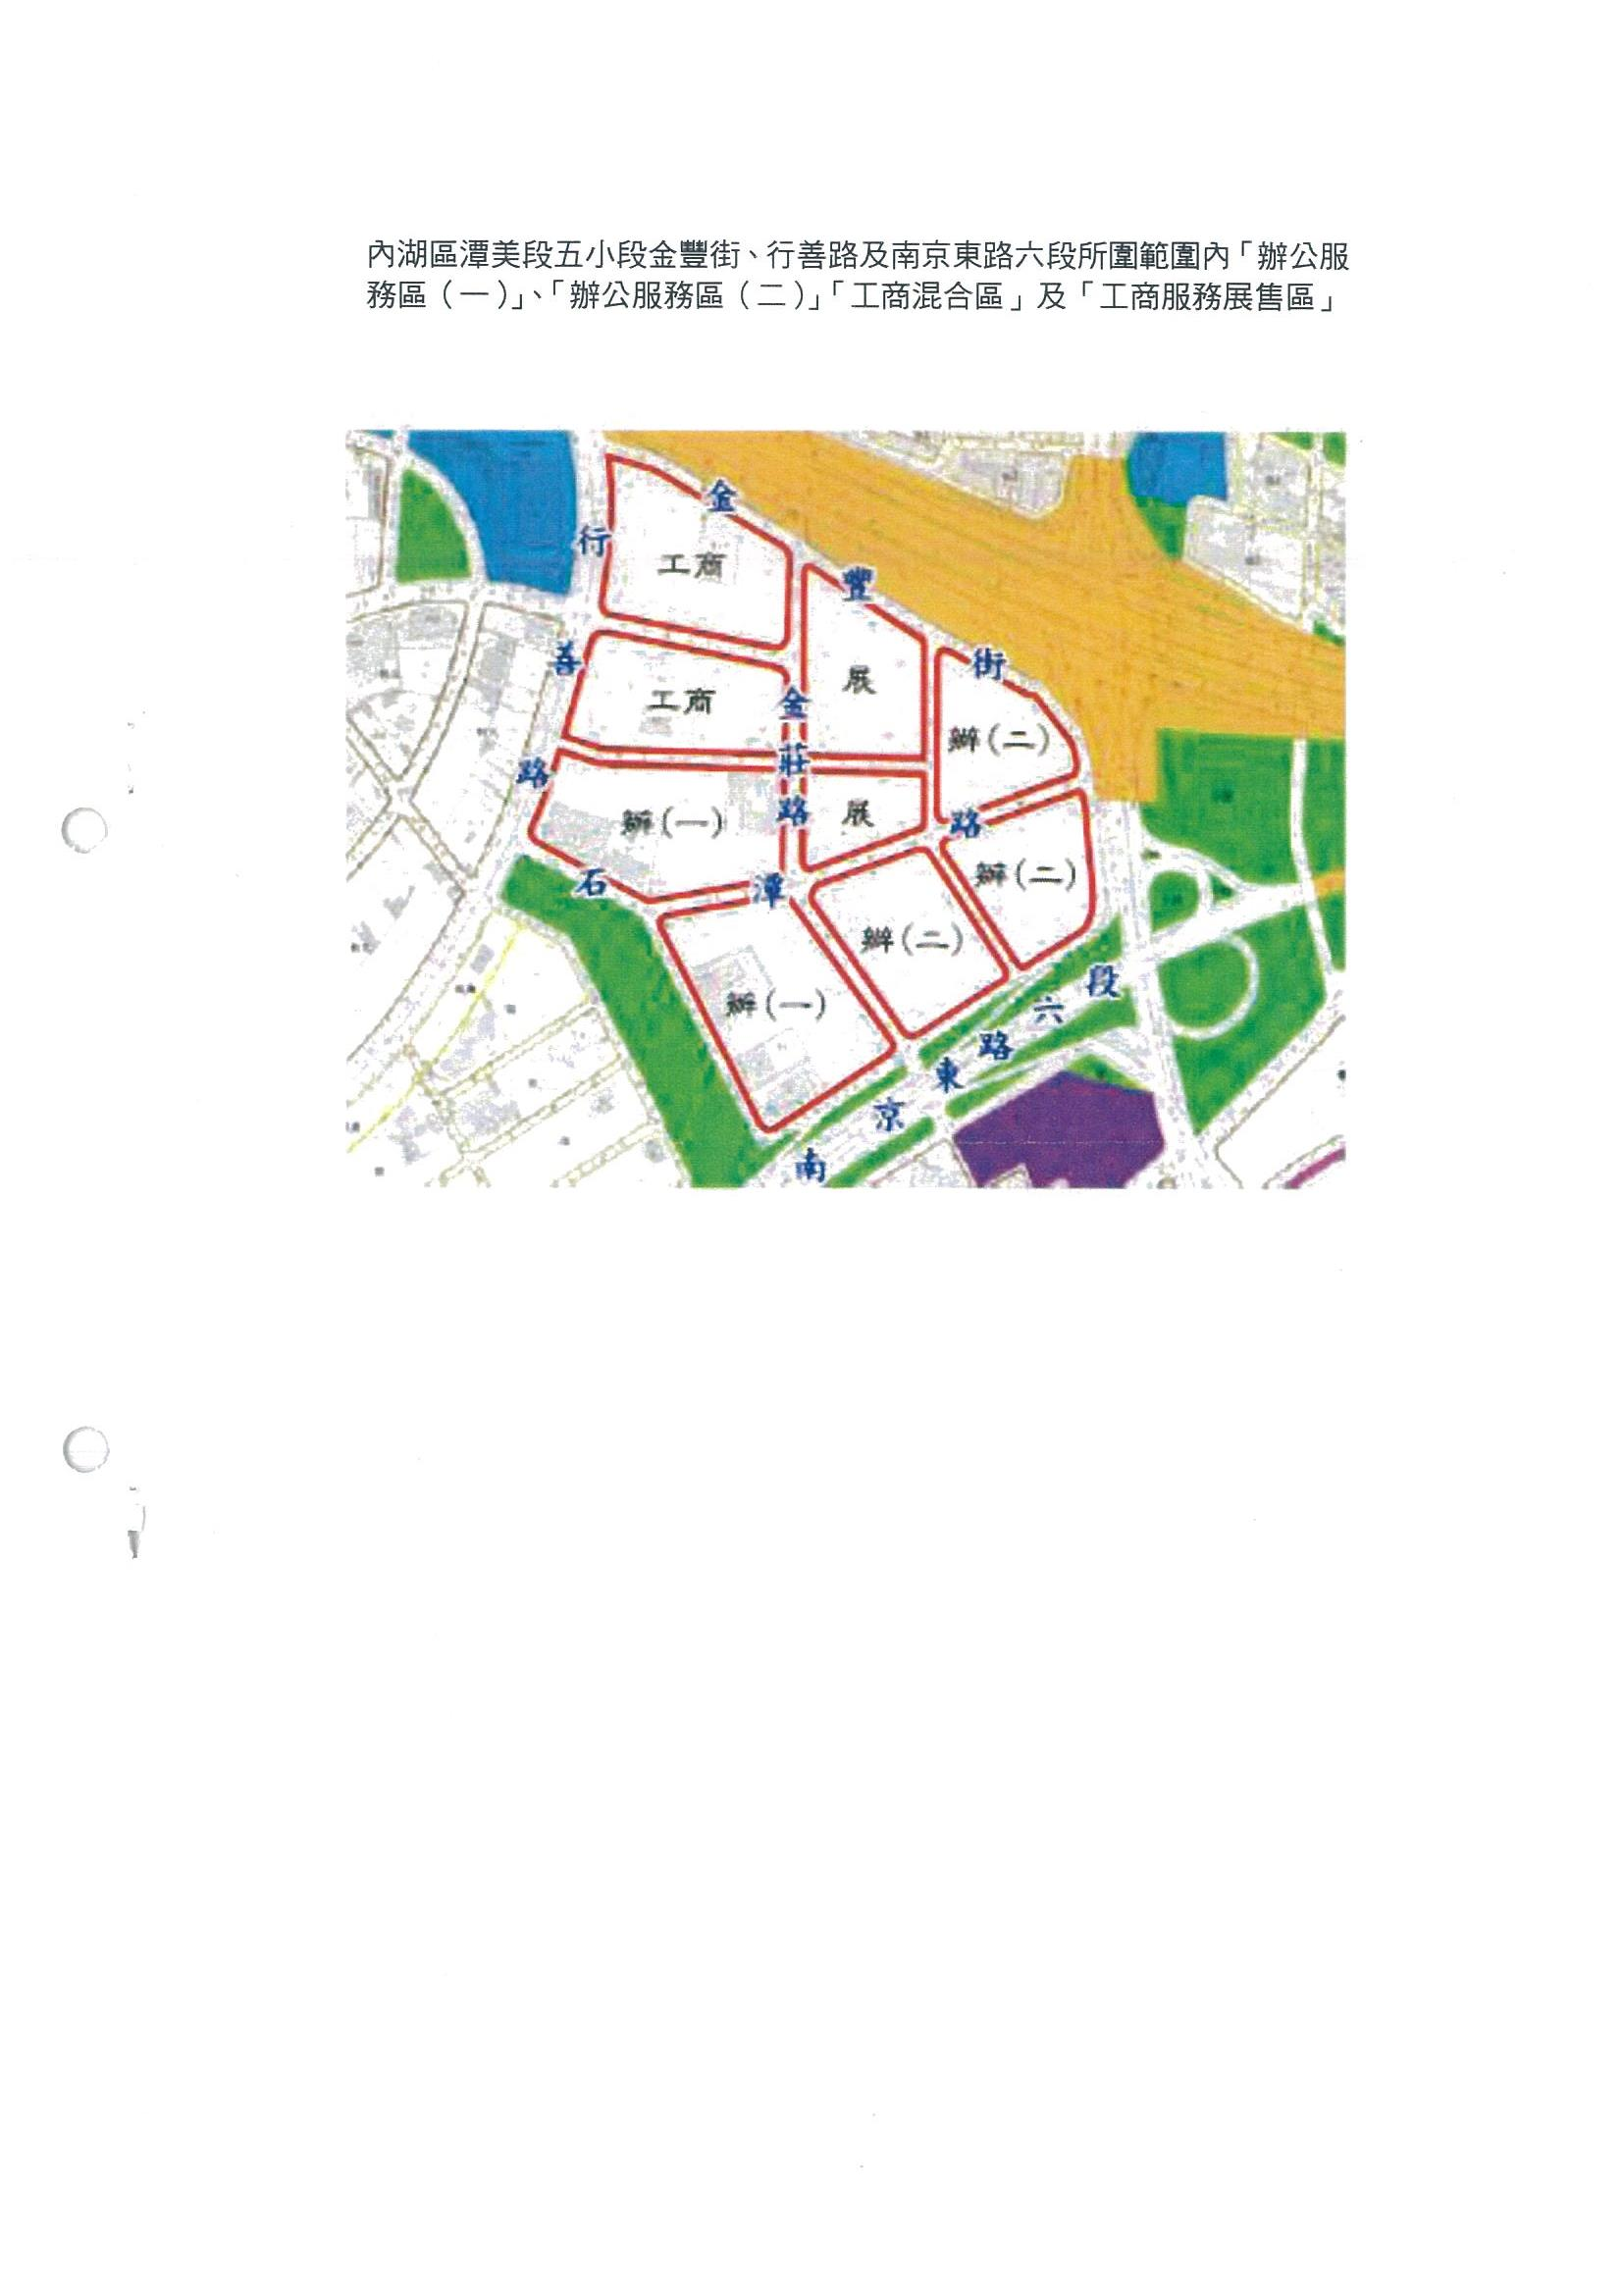 內湖區潭美段五小段金豐街、行善路及南京東路六段所圍範圍內「辦公服
務區（一）」、「辦公服務區（二）」「工商混合區」及「工商服務展售區」
金豐街
行善路
工商
工商
展
金莊路
辦(二)
辦(一)
展
石潭路
辦(二)
辦(二)
辦(一)
南京東路六段